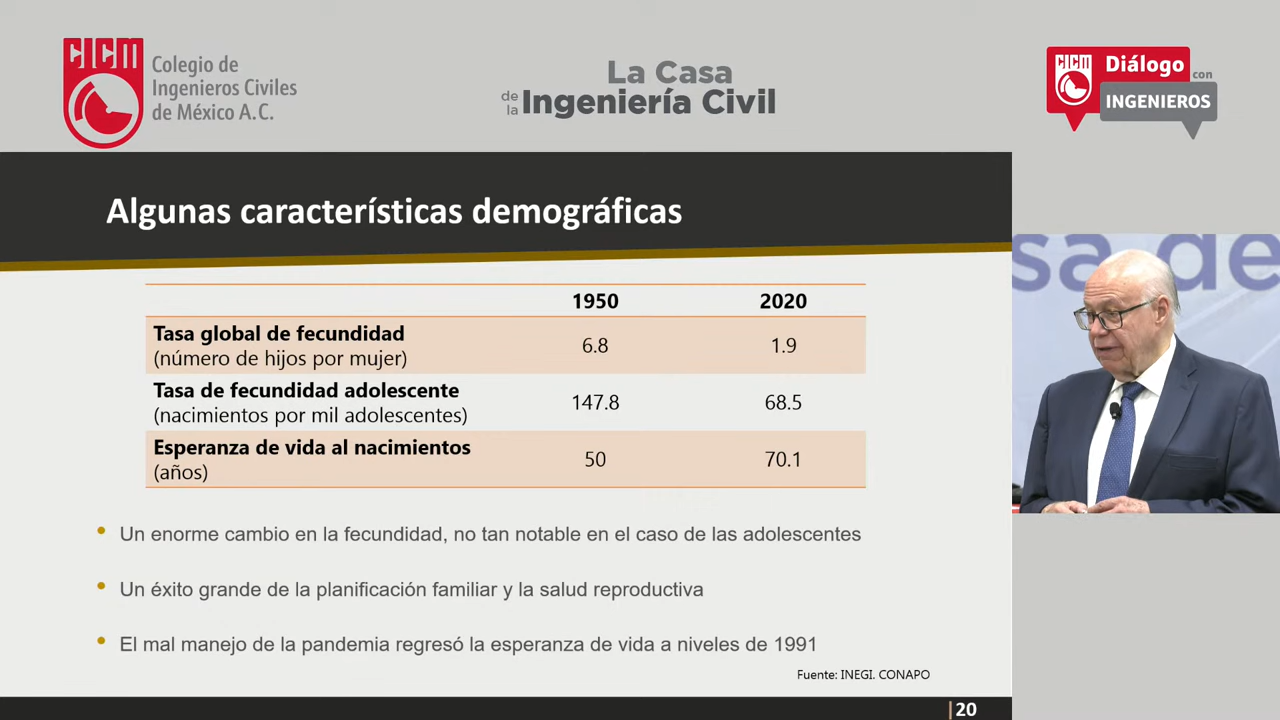 CICM
Colegio de
Ingenieros Civiles
de México A.C.
La Casa
de la Ingeniería Civil
CICM
Diálogo
con
INGENIEROS
Algunas características demográficas
1950 2020
Tasa global de fecundidad
(número de hijos por mujer) 6.8 1.9
Tasa de fecundidad adolescente
(nacimientos por mil adolescentes) 147.8 68.5
Esperanza de vida al nacimientos
(años) 50 70.1
• Un enorme cambio en la fecundidad, no tan notable en el caso de las adolescentes
• Un éxito grande de la planificación familiar y la salud reproductiva
• El mal manejo de la pandemia regresó la esperanza de vida a niveles de 1991
Fuente: INEGI. CONAPO
|20
sa de